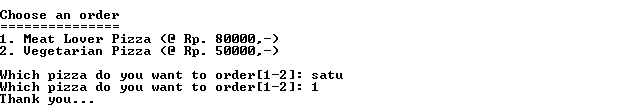 Choose an order
===============
1. Meat Lover Pizza (@ Rp. 80000,-)
2. Vegetarian Pizza (@ Rp. 50000,-)
Which pizza do you want to order[1-2]: satu
Which pizza do you want to order[1-2]: 1
Thank you...